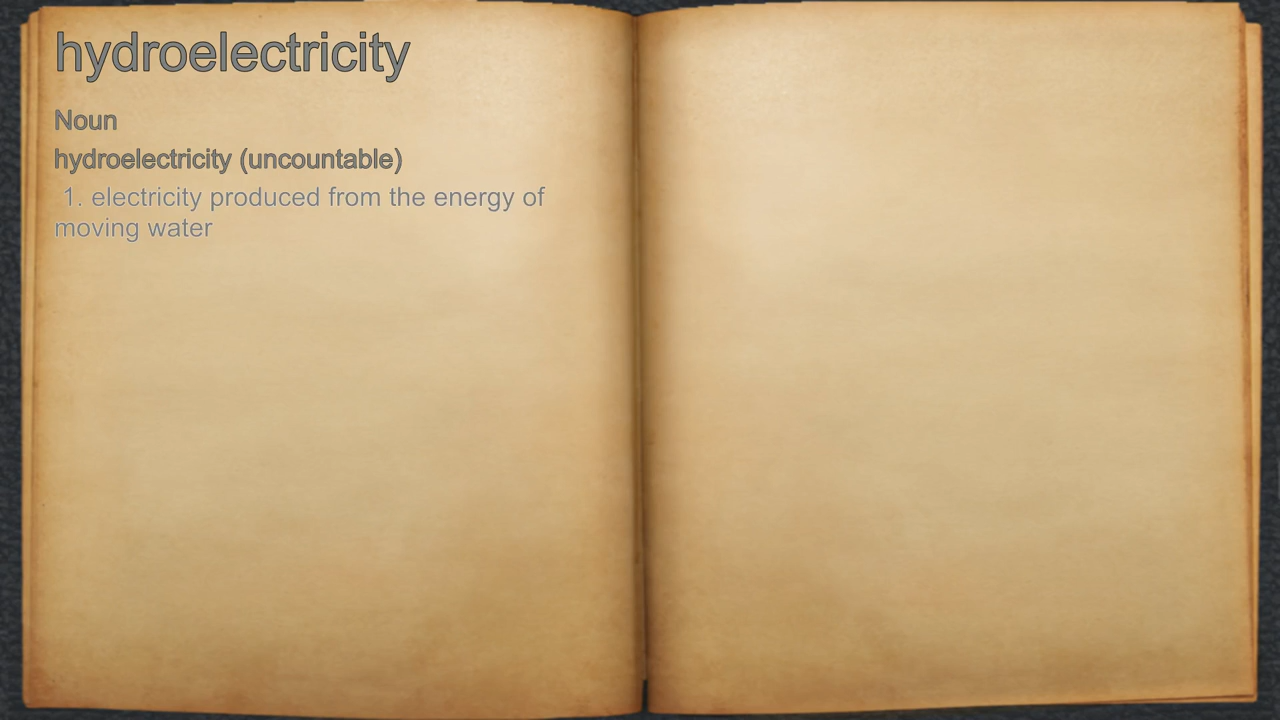 hydroelectricity
Noun
hydroelectricity (uncountable)
1. electricity produced from the energy of
moving water